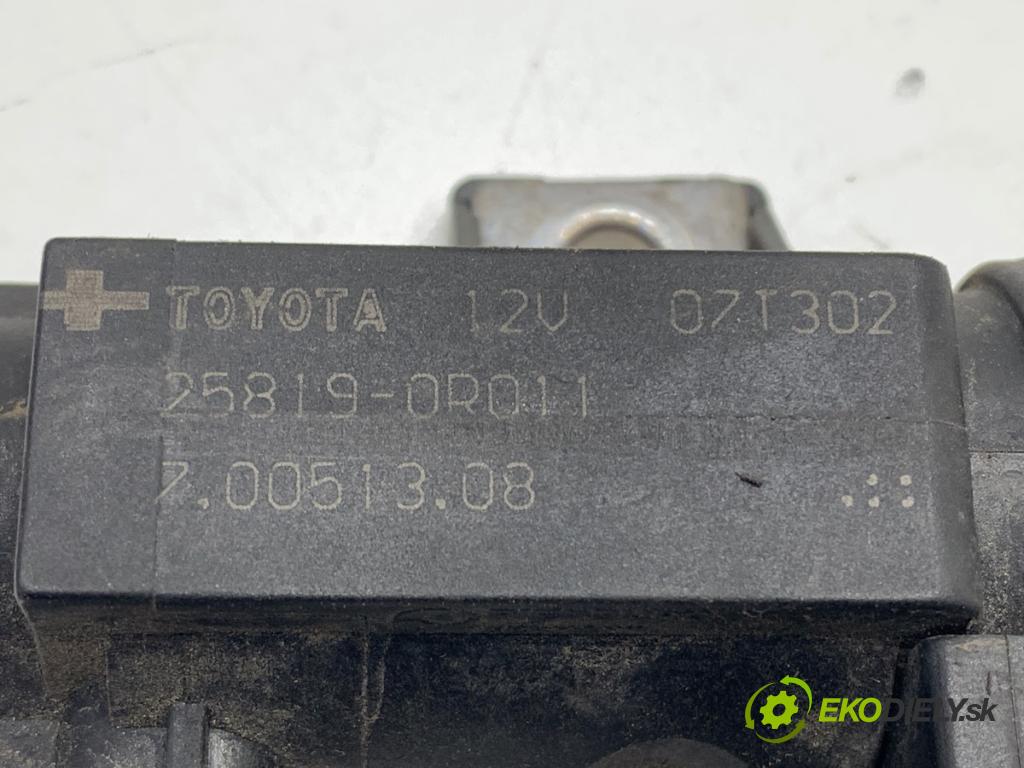 TOYOTA 12V 07T302
25819-0R011
7.00513.08
EKODIELY.sk